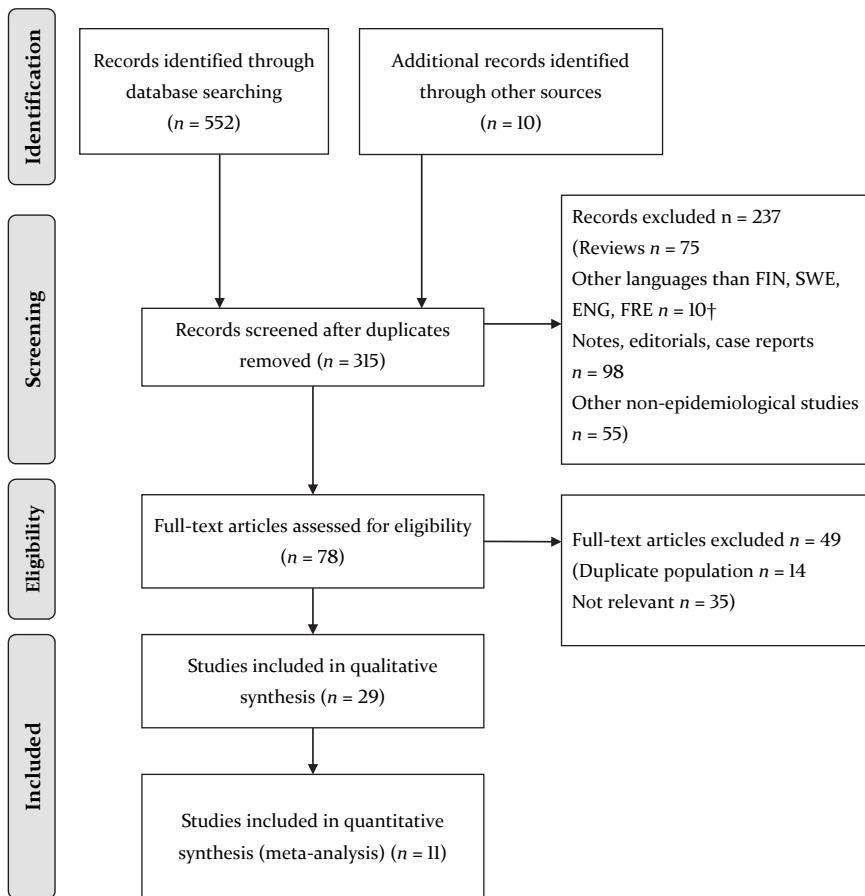 Identification
Records identified through
database searching
(n = 552)
Additional records identified
through other sources
(n = 10)
Screening
Records screened after duplicates
removed (n = 315)
Records excluded n = 237
(Reviews n = 75
Other languages than FIN, SWE,
ENG, FRE n = 10†
Notes, editorials, case reports
n = 98
Other non-epidemiological studies
n = 55)
Eligibility
Full-text articles assessed for eligibility
(n = 78)
Full-text articles excluded n = 49
(Duplicate population n = 14
Not relevant n = 35)
Included
Studies included in qualitative
synthesis (n = 29)
Studies included in quantitative
synthesis (meta-analysis) (n = 11)